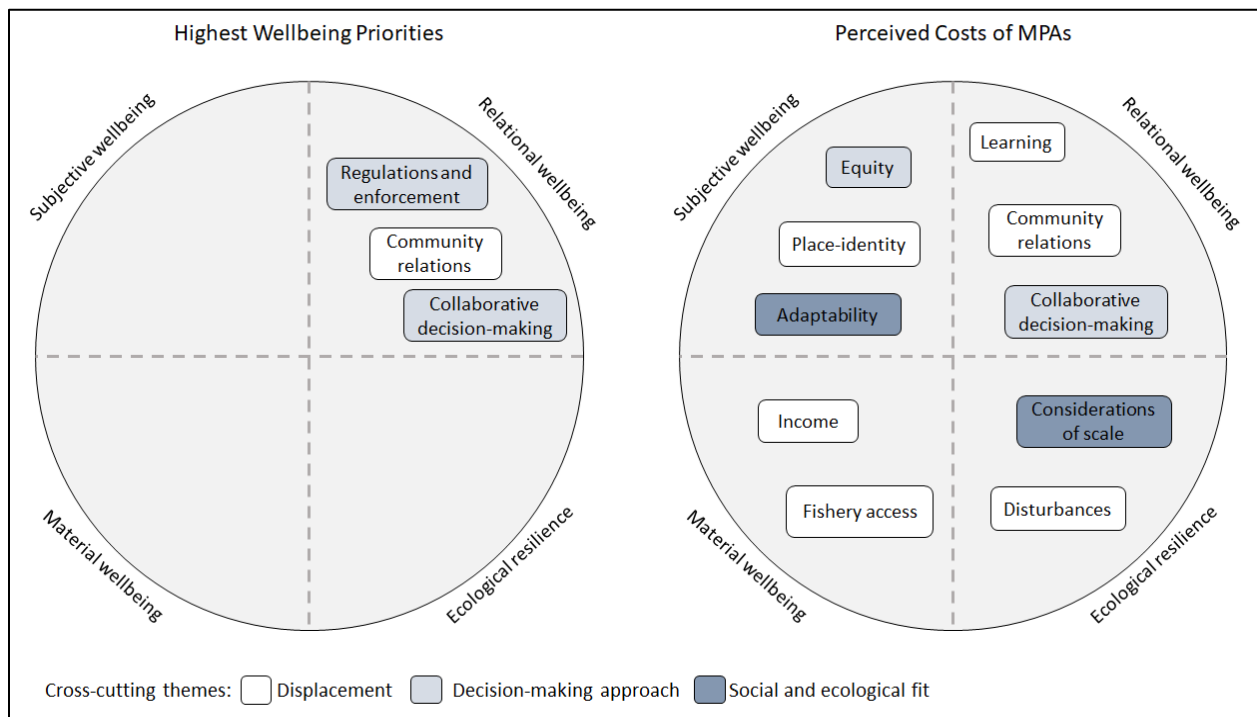 Highest Wellbeing Priorities
Subjective wellbeing
Relational wellbeing
Regulations and
enforcement
Community
relations
Collaborative
decision-making
Material wellbeing
Ecological resilience
Perceived Costs of MPAs
Subjective wellbeing
Relational wellbeing
Learning
Equity
Community
relations
Place-identity
Collaborative
decision-making
Adaptability
Income
Considerations
of scale
Fishery access
Disturbances
Material wellbeing
Ecological resilience
Cross-cutting themes: Displacement Decision-making approach Social and ecological fit